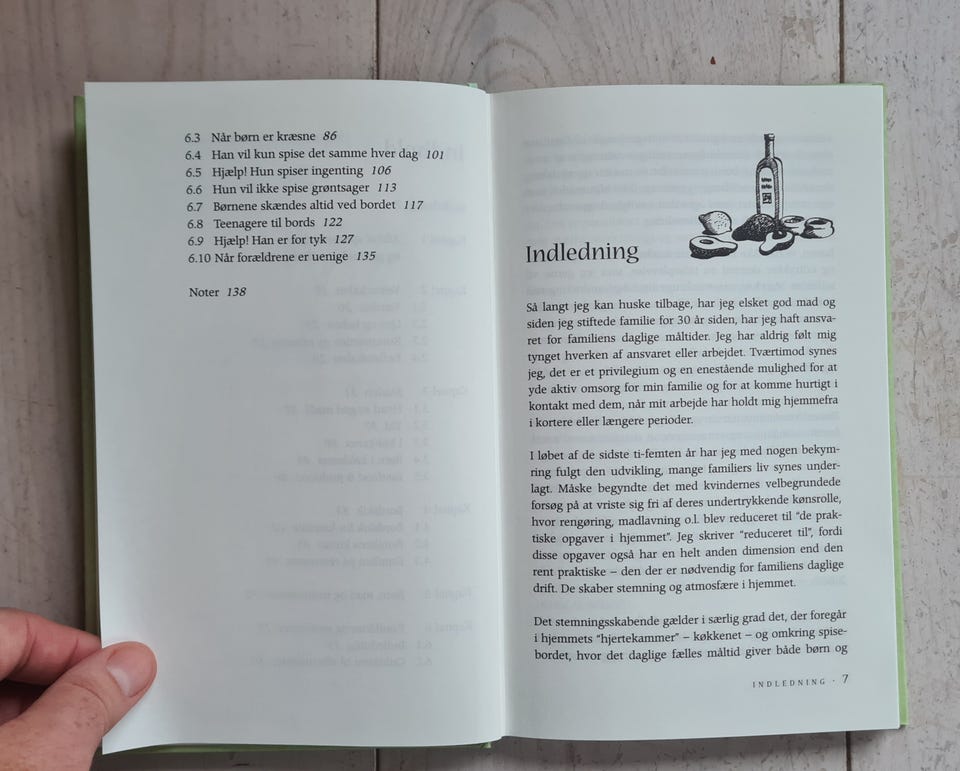 6.3 Når børn er kræsne 86
6.4 Han vil kun spise det samme hver dag 101
6.5 Hjælp! Hun spiser ingenting 106
6.6 Hun vil ikke spise grøntsager 113
6.7 Børnene skændes altid ved bordet 117
6.8 Teenagere til bords 122
6.9 Hjælp! Han er for tyk 127
6.10 Når forældrene er uenige 135
Noter 138
Indledning
Så langt jeg kan huske tilbage, har jeg elsket god mad og
siden jeg stiftede familie for 30 år siden, har jeg haft ansva-
ret for familiens daglige måltider. Jeg har aldrig følt mig
tynget hverken af ansvaret eller arbejdet. Tværtimod synes
jeg, det er et privilegium og en enestående mulighed for at
yde aktiv omsorg for min familie og for at komme hurtigt i
kontakt med dem, når mit arbejde har holdt mig hjemmefra
i kortere eller længere perioder.
I løbet af de sidste ti-femten år har jeg med nogen bekym-
ring fulgt den udvikling, mange familiers liv synes under-
lagt. Måske begyndte det med kvindernes velbegrundede
forsøg på at vriste sig fri af deres undertrykkende kønsrolle,
hvor rengøring, madlavning o.l. blev reduceret til "de prak-
tiske opgaver i hjemmet". Jeg skriver "reduceret til", fordi
disse opgaver også har en helt anden dimension end den
rent praktiske – den der er nødvendig for familiens daglige
drift. De skaber stemning og atmosfære i hjemmet.
Det stemningsskabende gælder i særlig grad det, der foregår
i hjemmets "hjertekammer" – køkkenet – og omkring spise-
bordet, hvor det daglige fælles måltid giver både børn og
INDLEDNING · 7